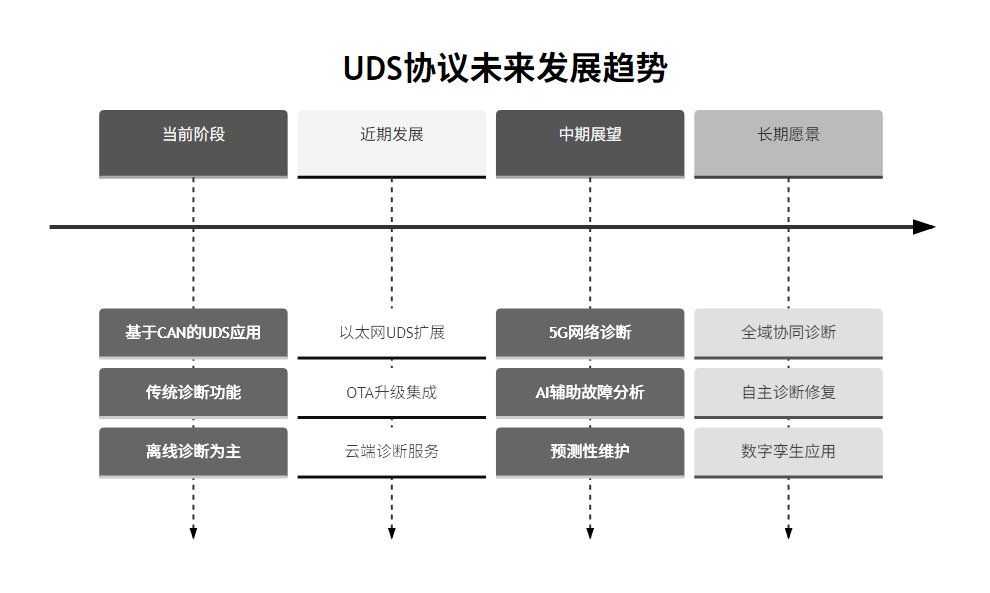 UDS协议未来发展趋势
当前阶段
近期发展
中期展望
长期愿景
基于CAN的UDS应用
以太网UDS扩展
5G网络诊断
全域协同诊断
传统诊断功能
OTA升级集成
AI辅助故障分析
自主诊断修复
离线诊断为主
云端诊断服务
预测性维护
数字孪生应用